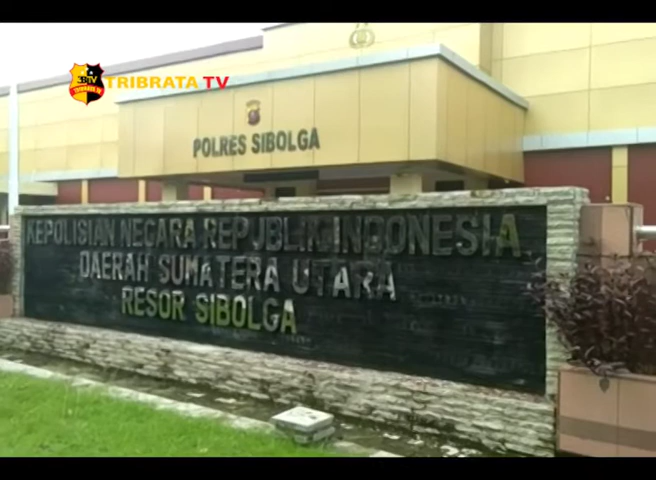 TRIBRATA TV
POLRES SIBOLGA
KEPOLISIAN NEGARA REPUBLIK INDONESIA
DAERAH SUMATERA UTARA
RESOR SIBOLGA